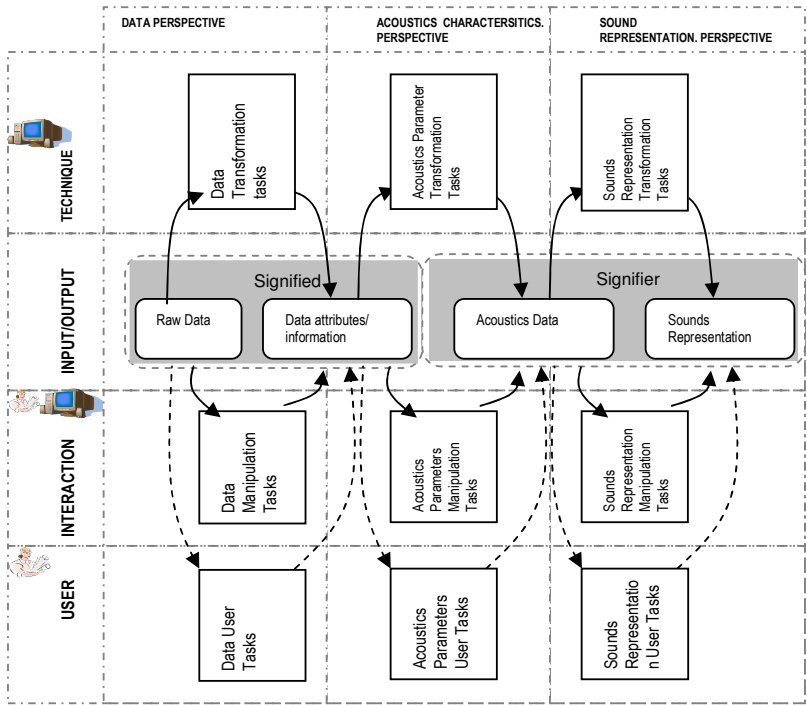 DATA PERSPECTIVE
ACOUSTICS CHARACTERSITICS.
PERSPECTIVE
SOUND
REPRESENTATION. PERSPECTIVE
TECHNIQUE
Data
Transformation
tasks
Acoustics Parameter
Transformation
Tasks
Sounds
Representation
Transformation
Tasks
INPUT/OUTPUT
Signified
Signifier
Raw Data
Data attributes/
information
Acoustics Data
Sounds
Representation
INTERACTION
Data
Manipulation
Tasks
Acoustics
Parameters
Manipulation
Tasks
Sounds
Representation
Manipulation
Tasks
USER
Data User
Tasks
Acoustics
Parameters
User Tasks
Sounds
Representatio
n User Tasks